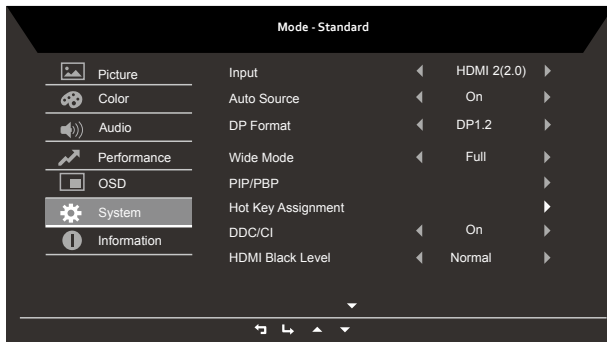 Mode - Standard
Picture
Color
Audio
Performance
OSD
System
Information
Input HDMI 2(2.0)
Auto Source On
DP Format DP1.2
Wide Mode Full
PIP/PBP
Hot Key Assignment
DDC/CI On
HDMI Black Level Normal